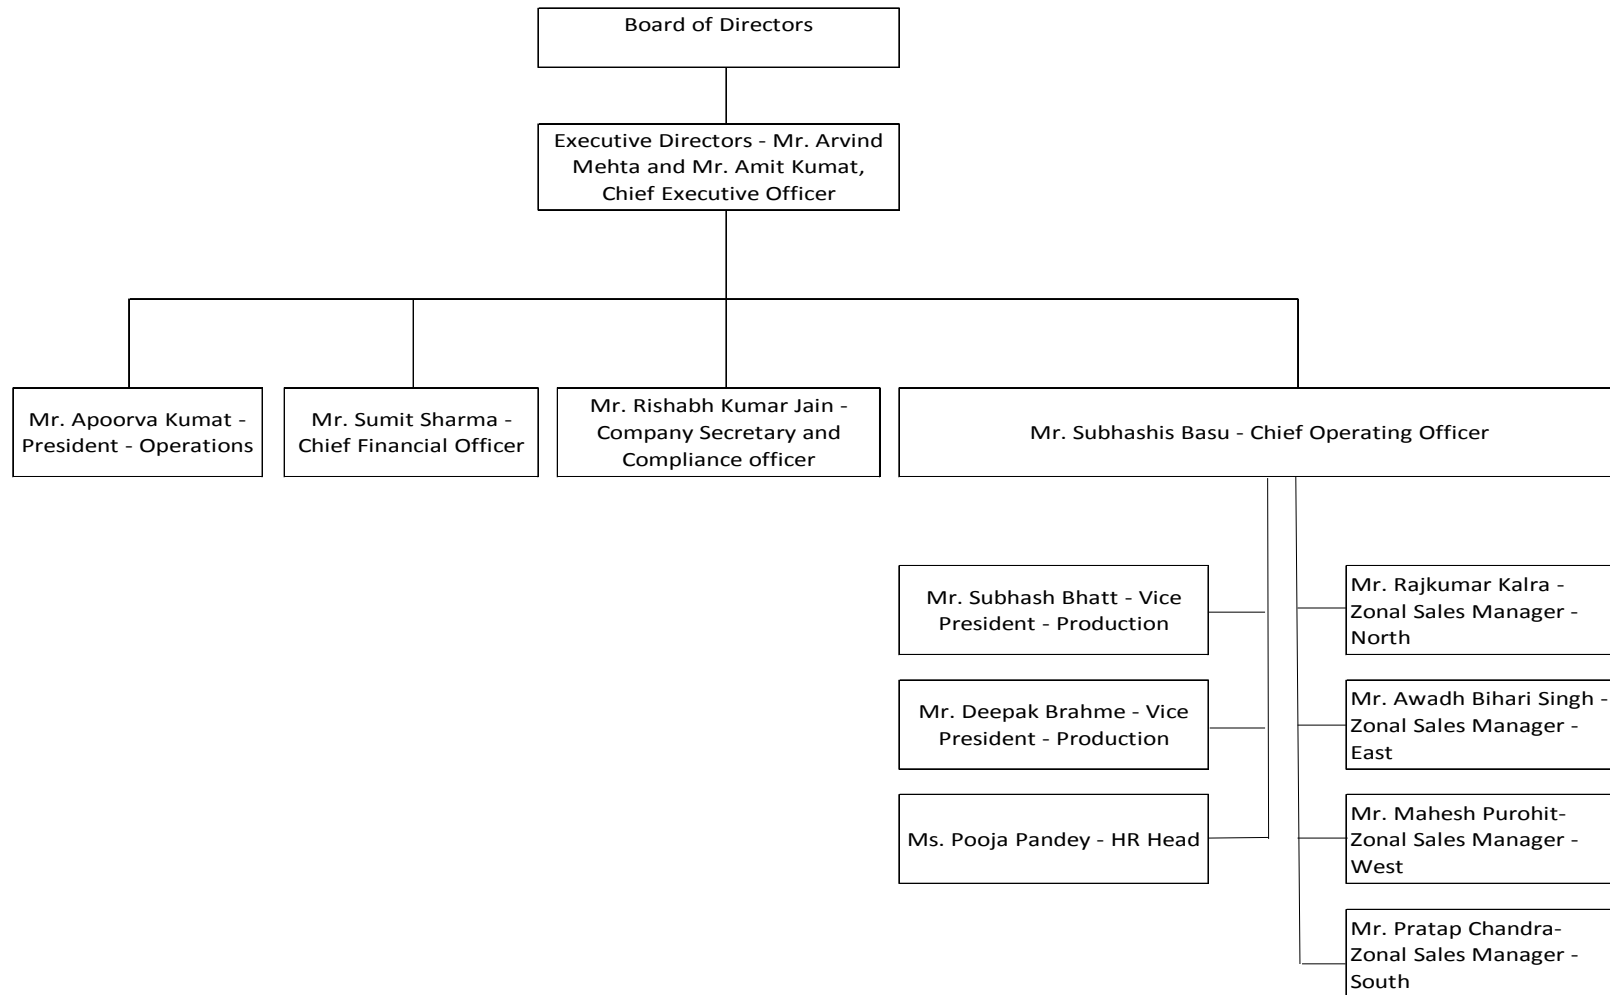 Board of Directors
Executive Directors - Mr. Arvind
Mehta and Mr. Amit Kumat,
Chief Executive Officer
Mr. Apoorva Kumat -
President - Operations
Mr. Sumit Sharma -
Chief Financial Officer
Mr. Rishabh Kumar Jain -
Company Secretary and
Compliance officer
Mr. Subhashis Basu - Chief Operating Officer
Mr. Subhash Bhatt - Vice
President - Production
Mr. Deepak Brahme - Vice
President - Production
Ms. Pooja Pandey - HR Head
Mr. Rajkumar Kalra -
Zonal Sales Manager -
North
Mr. Awadh Bihari Singh -
Zonal Sales Manager -
East
Mr. Mahesh Purohit-
Zonal Sales Manager -
West
Mr. Pratap Chandra-
Zonal Sales Manager -
South